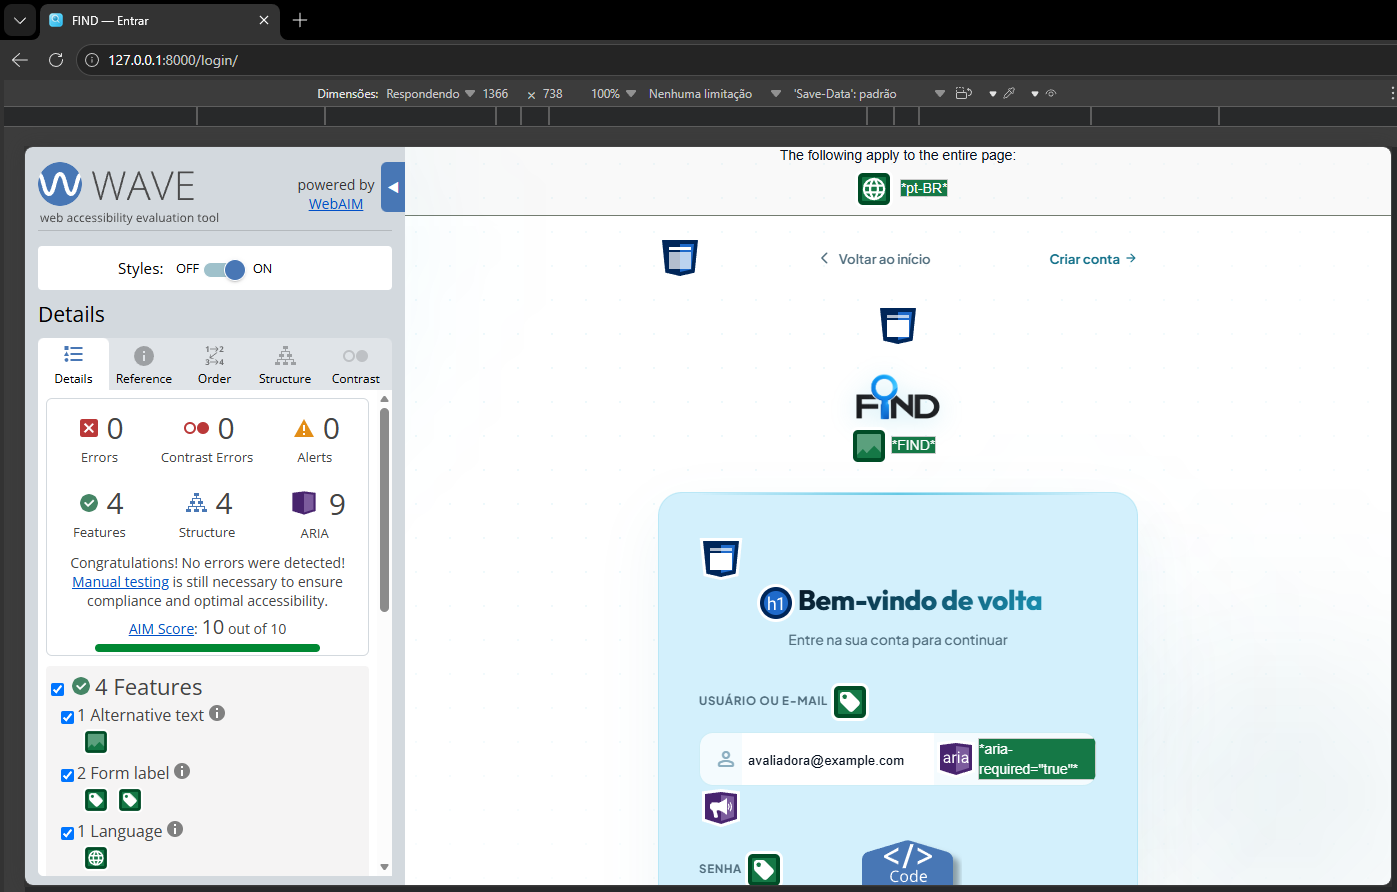 FIND — Entrar
127.0.0.1:8000/login/
Dimensões: Respondendo 1366 × 738 100% Nenhuma limitação 'Save-Data': padrão
WAVE
web accessibility evaluation tool
powered by
WebAIM
Styles: OFF ON
Details
Details Reference Order Structure Contrast
0 0 0
Errors Contrast Errors Alerts
4 4 9
Features Structure ARIA
Congratulations! No errors were detected!
Manual testing is still necessary to ensure
compliance and optimal accessibility.
AIM Score: 10 out of 10
4 Features
1 Alternative text
2 Form label
1 Language
The following apply to the entire page:
*pt-BR*
Voltar ao início
Criar conta →
FIND
*FIND*
h1 Bem-vindo de volta
Entre na sua conta para continuar
USUÁRIO OU E-MAIL
avaliadora@example.com
aria
*aria-
required="true"*
SENHA
</>
Code